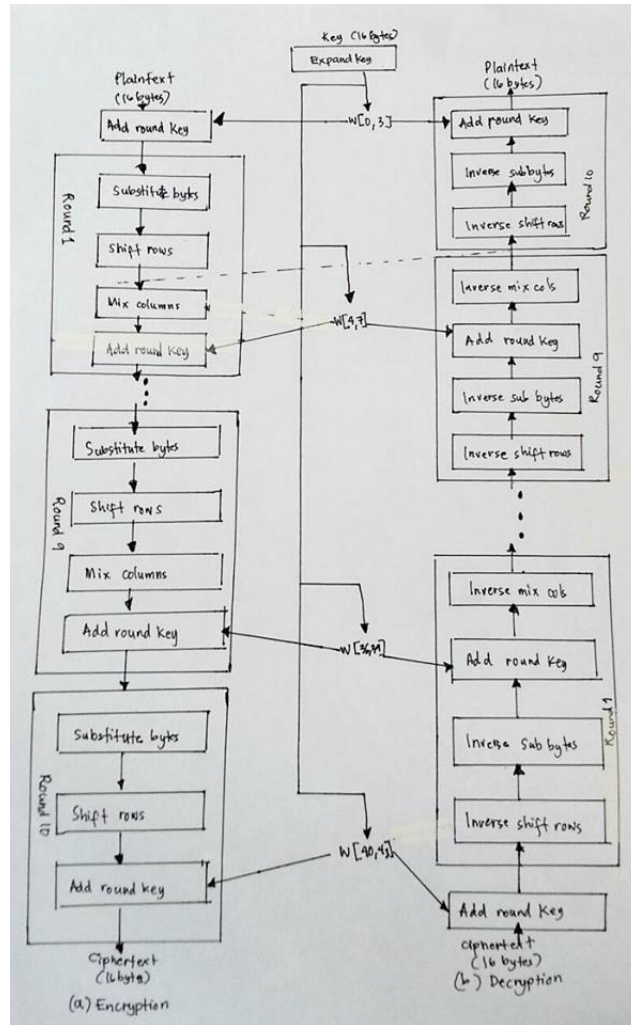 Key (16 bytes)
Expand key
Plaintext
(16 bytes)
Add round key
Round 1
Substitute bytes
Shift rows
Mix columns
Add round key
Round 9
Substitute bytes
Shift rows
Mix columns
Add round key
Round 10
Substitute bytes
Shift rows
Add round key
Ciphertext
(16 byte)
(a) Encryption
W[0,3]
W[4,7]
W[36,39]
W[40,43]
Plaintext
(16 bytes)
Add round key
Inverse subbytes
Inverse shift rows
Round 10
Inverse mix cols
Add round key
Inverse sub bytes
Inverse shift rows
Round 9
Inverse mix cols
Add round key
Inverse Sub bytes
Inverse shift rows
Round 1
Add round key
ciphertext
(16 bytes)
(b) Decryption